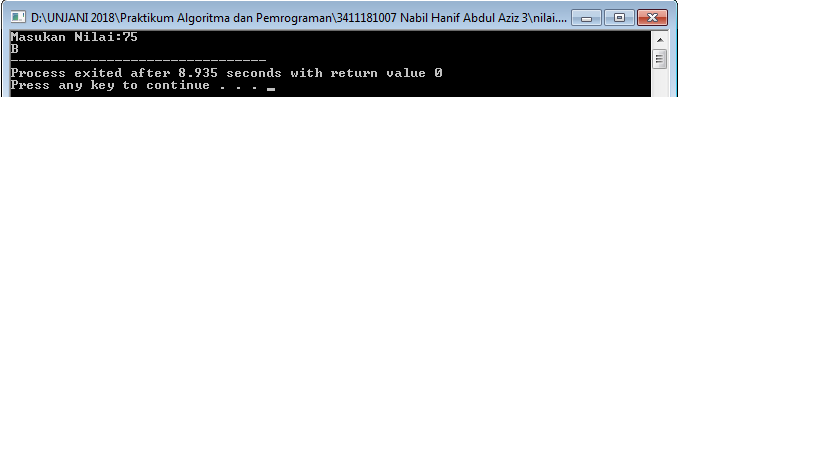 D:\UNJANI 2018\Praktikum Algoritma dan Pemrograman\3411181007 Nabil Hanif Abdul Aziz 3\nilai....
Masukan Nilai:75
B
--------------------------------
Process exited after 8.935 seconds with return value 0
Press any key to continue . . . _